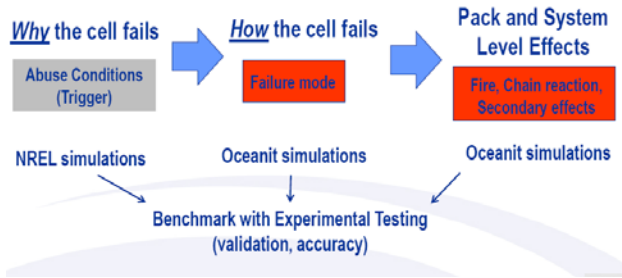 Why the cell fails
Abuse Conditions
(Trigger)
How the cell fails
Failure mode
Pack and System
Level Effects
Fire, Chain reaction,
Secondary effects
NREL simulations
Oceanit simulations
Oceanit simulations
Benchmark with Experimental Testing
(validation, accuracy)